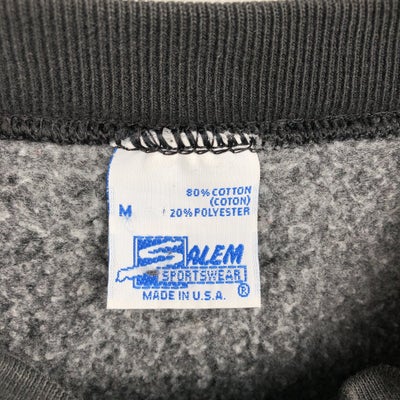 80% COTTON
(COTON)
M 20% POLYESTER
SALEM
SPORTSWEAR
®
MADE IN U.S.A.